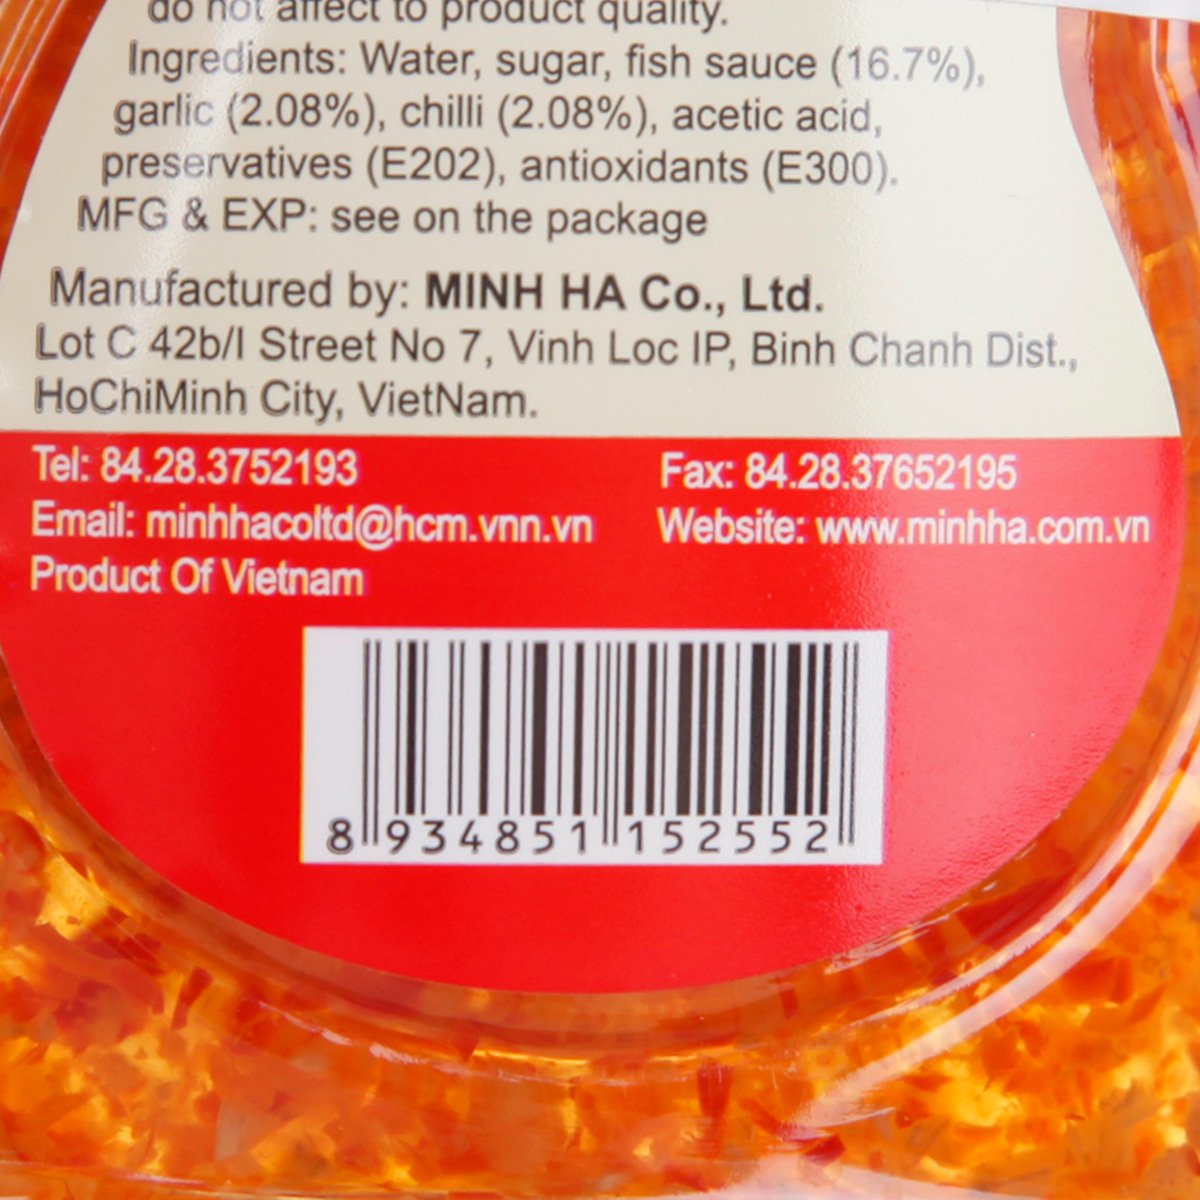 do not affect to product quality.
Ingredients: Water, sugar, fish sauce (16.7%),
garlic (2.08%), chilli (2.08%), acetic acid,
preservatives (E202), antioxidants (E300).
MFG & EXP: see on the package
Manufactured by: MINH HA Co., Ltd.
Lot C 42b/I Street No 7, Vinh Loc IP, Binh Chanh Dist.,
HoChiMinh City, VietNam.
Tel: 84.28.3752193 Fax: 84.28.37652195
Email: minhhacoltd@hcm.vnn.vn Website: www.minhha.com.vn
Product Of Vietnam
8 934851 152552